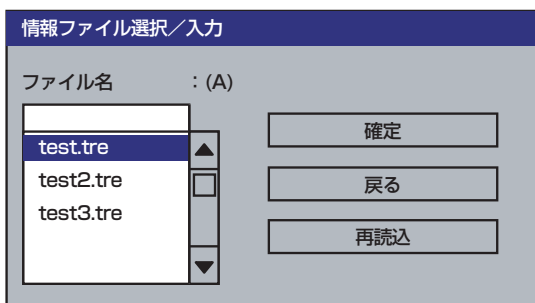 情報ファイル選択／入力
ファイル名　　：(A)
test.tre
test2.tre
test3.tre
確定
戻る
再読込